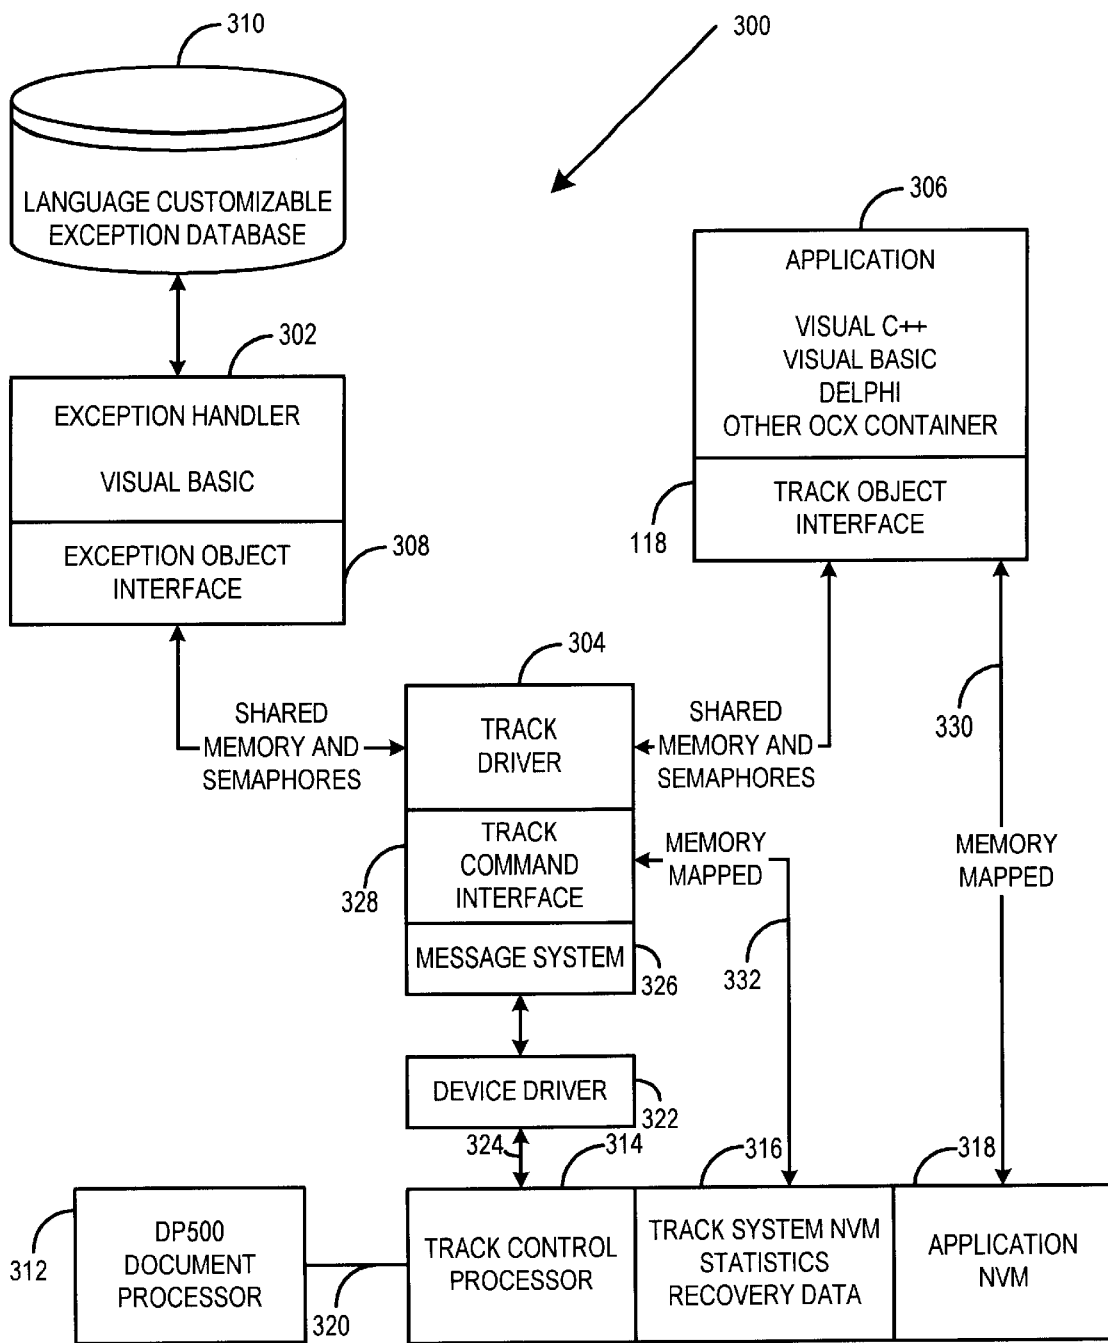 310
300
LANGUAGE CUSTOMIZABLE
EXCEPTION DATABASE
306
APPLICATION
VISUAL C++
VISUAL BASIC
DELPHI
OTHER OCX CONTAINER
TRACK OBJECT
INTERFACE
118
302
EXCEPTION HANDLER
VISUAL BASIC
EXCEPTION OBJECT
INTERFACE
308
304
SHARED
MEMORY AND
SEMAPHORES
TRACK
DRIVER
SHARED
MEMORY AND
SEMAPHORES
330
TRACK
COMMAND
INTERFACE
328
MEMORY
MAPPED
MEMORY
MAPPED
MESSAGE SYSTEM
326
332
DEVICE DRIVER
322
324
314
316
318
312
DP500
DOCUMENT
PROCESSOR
320
TRACK CONTROL
PROCESSOR
TRACK SYSTEM NVM
STATISTICS
RECOVERY DATA
APPLICATION
NVM